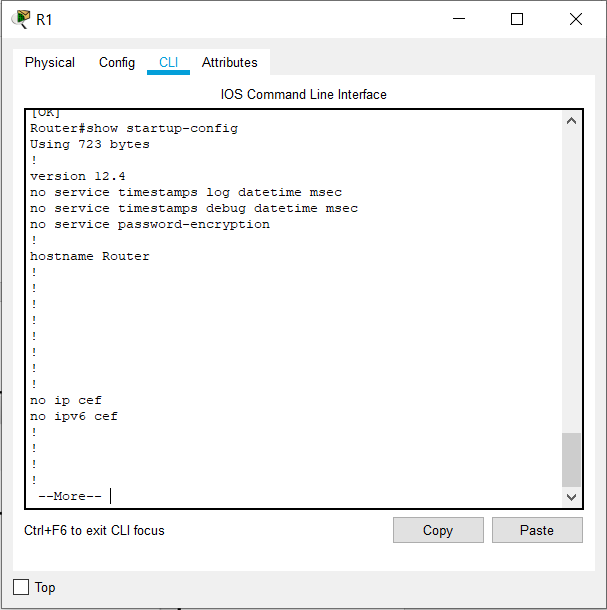 R1
Physical Config CLI Attributes
IOS Command Line Interface
[OK]
Router#show startup-config
Using 723 bytes
!
version 12.4
no service timestamps log datetime msec
no service timestamps debug datetime msec
no service password-encryption
!
hostname Router
!
!
!
!
!
!
!
!
no ip cef
no ipv6 cef
!
!
!
!
--More--
Ctrl+F6 to exit CLI focus Copy Paste
Top